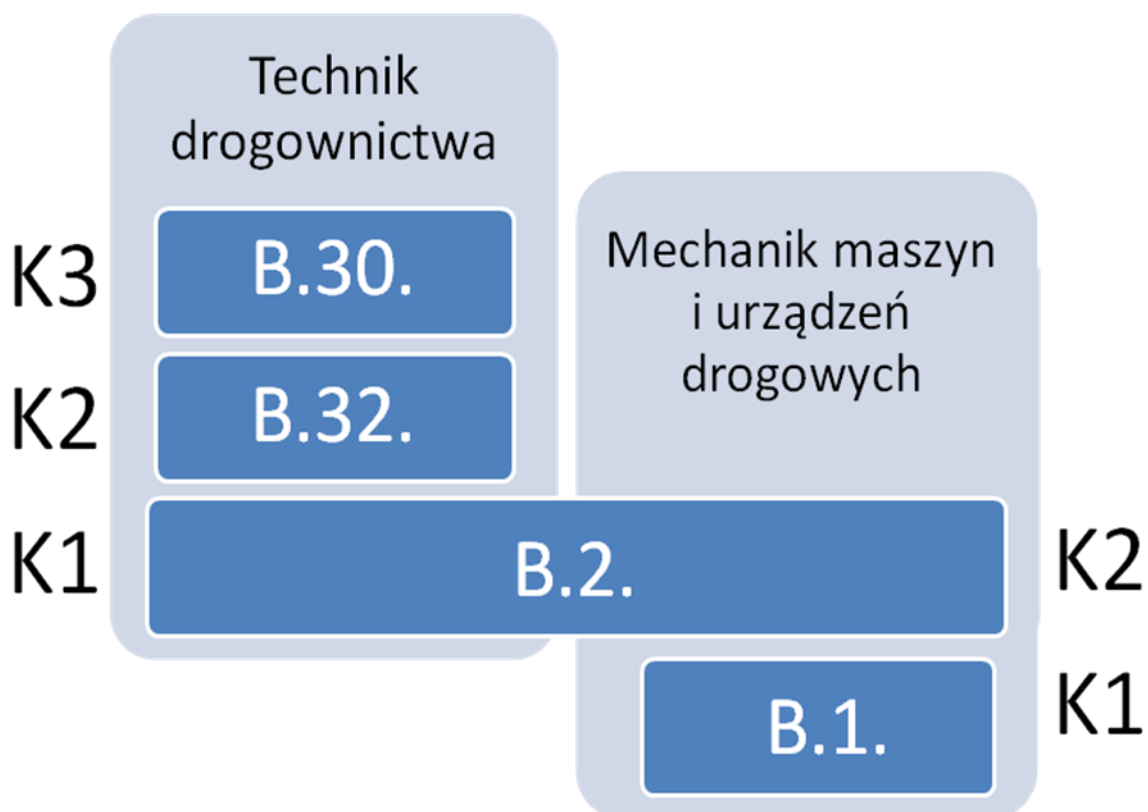 Technik
drogownictwa
K3
B.30.
K2
B.32.
K1
B.2.
Mechanik maszyn
i urządzeń
drogowych
K2
B.1.
K1